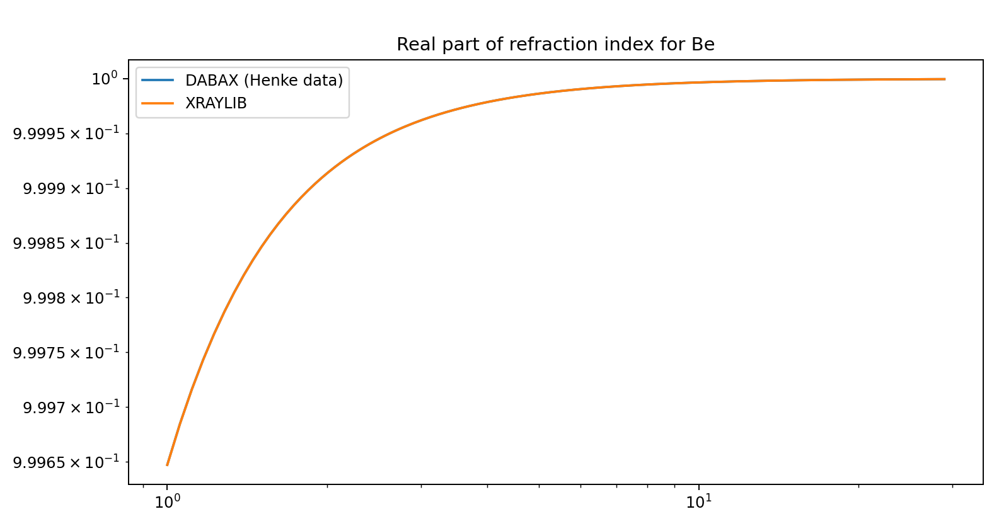 Real part of refraction index for Be
DABAX (Henke data)
XRAYLIB
10⁰
9.9995 × 10⁻¹
9.999 × 10⁻¹
9.9985 × 10⁻¹
9.998 × 10⁻¹
9.9975 × 10⁻¹
9.997 × 10⁻¹
9.9965 × 10⁻¹
10⁰ 10¹